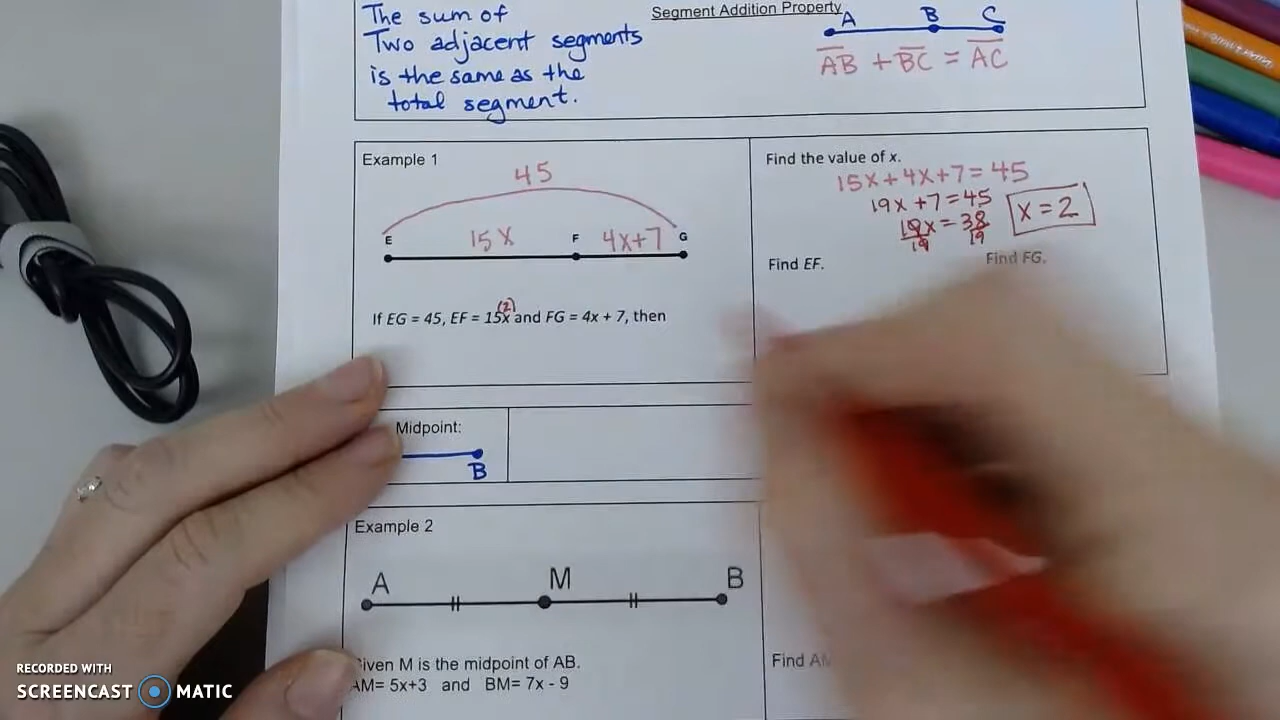 The sum of
Two adjacent segments
is the same as the
total segment.
Segment Addition Property
A B C
AB + BC = AC
Example 1
45
E 15x F 4x+7 G
(2)
If EG = 45, EF = 15x and FG = 4x + 7, then
Find the value of x.
15x+4x+7=45
19x+7=45
19x=38
19 19
x=2
Find EF.
Find FG.
Midpoint:
B
Example 2
A M B
Given M is the midpoint of AB.
AM= 5x+3 and BM= 7x - 9
Find
RECORDED WITH
SCREENCAST MATIC